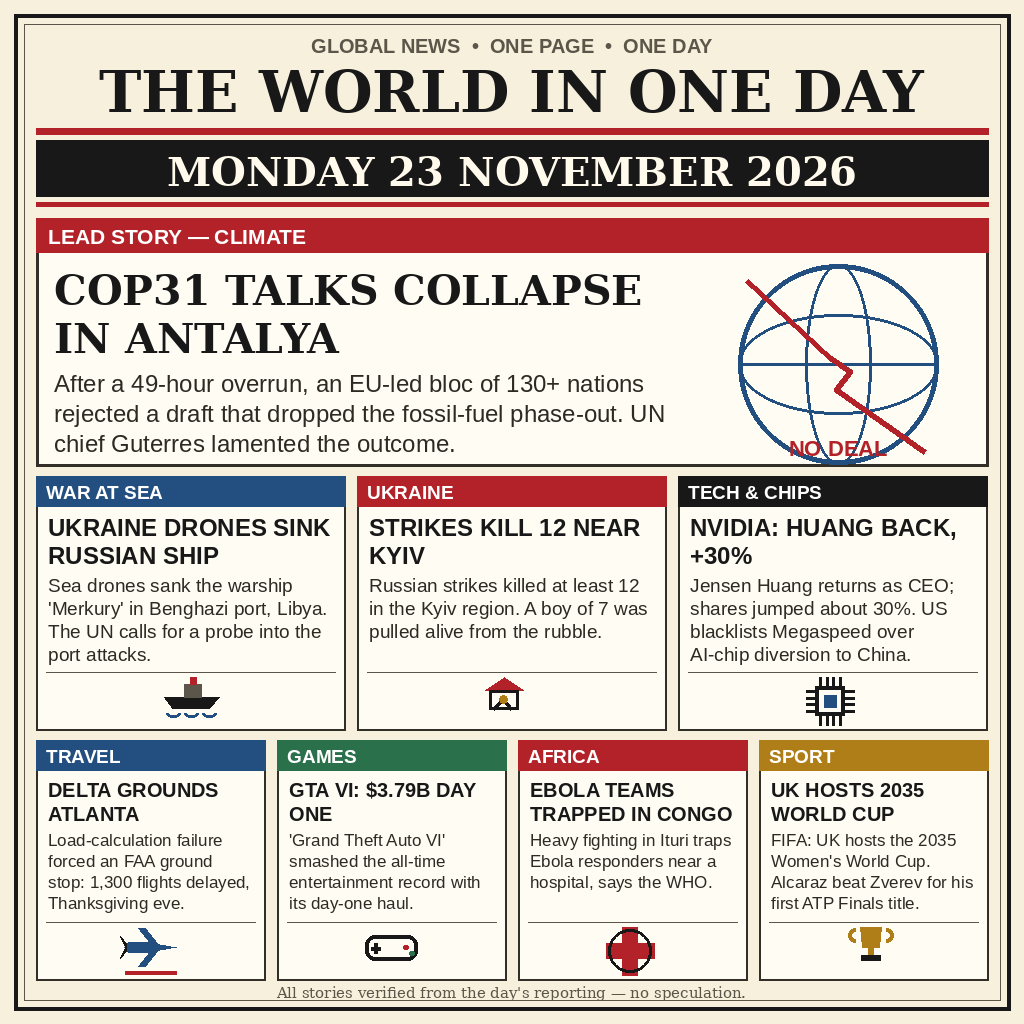 GLOBAL NEWS • ONE PAGE • ONE DAY
THE WORLD IN ONE DAY
MONDAY 23 NOVEMBER 2026
LEAD STORY — CLIMATE
COP31 TALKS COLLAPSE
IN ANTALYA
After a 49-hour overrun, an EU-led bloc of 130+ nations
rejected a draft that dropped the fossil-fuel phase-out. UN
chief Guterres lamented the outcome.
NO DEAL
WAR AT SEA
UKRAINE DRONES SINK
RUSSIAN SHIP
Sea drones sank the warship
'Merkury' in Benghazi port, Libya.
The UN calls for a probe into the
port attacks.
UKRAINE
STRIKES KILL 12 NEAR
KYIV
Russian strikes killed at least 12
in the Kyiv region. A boy of 7 was
pulled alive from the rubble.
TECH & CHIPS
NVIDIA: HUANG BACK,
+30%
Jensen Huang returns as CEO;
shares jumped about 30%. US
blacklists Megaspeed over
AI-chip diversion to China.
TRAVEL
DELTA GROUNDS
ATLANTA
Load-calculation failure
forced an FAA ground
stop: 1,300 flights delayed,
Thanksgiving eve.
GAMES
GTA VI: $3.79B DAY
ONE
'Grand Theft Auto VI'
smashed the all-time
entertainment record with
its day-one haul.
AFRICA
EBOLA TEAMS
TRAPPED IN CONGO
Heavy fighting in Ituri traps
Ebola responders near a
hospital, says the WHO.
SPORT
UK HOSTS 2035
WORLD CUP
FIFA: UK hosts the 2035
Women's World Cup.
Alcaraz beat Zverev for his
first ATP Finals title.
All stories verified from the day's reporting — no speculation.